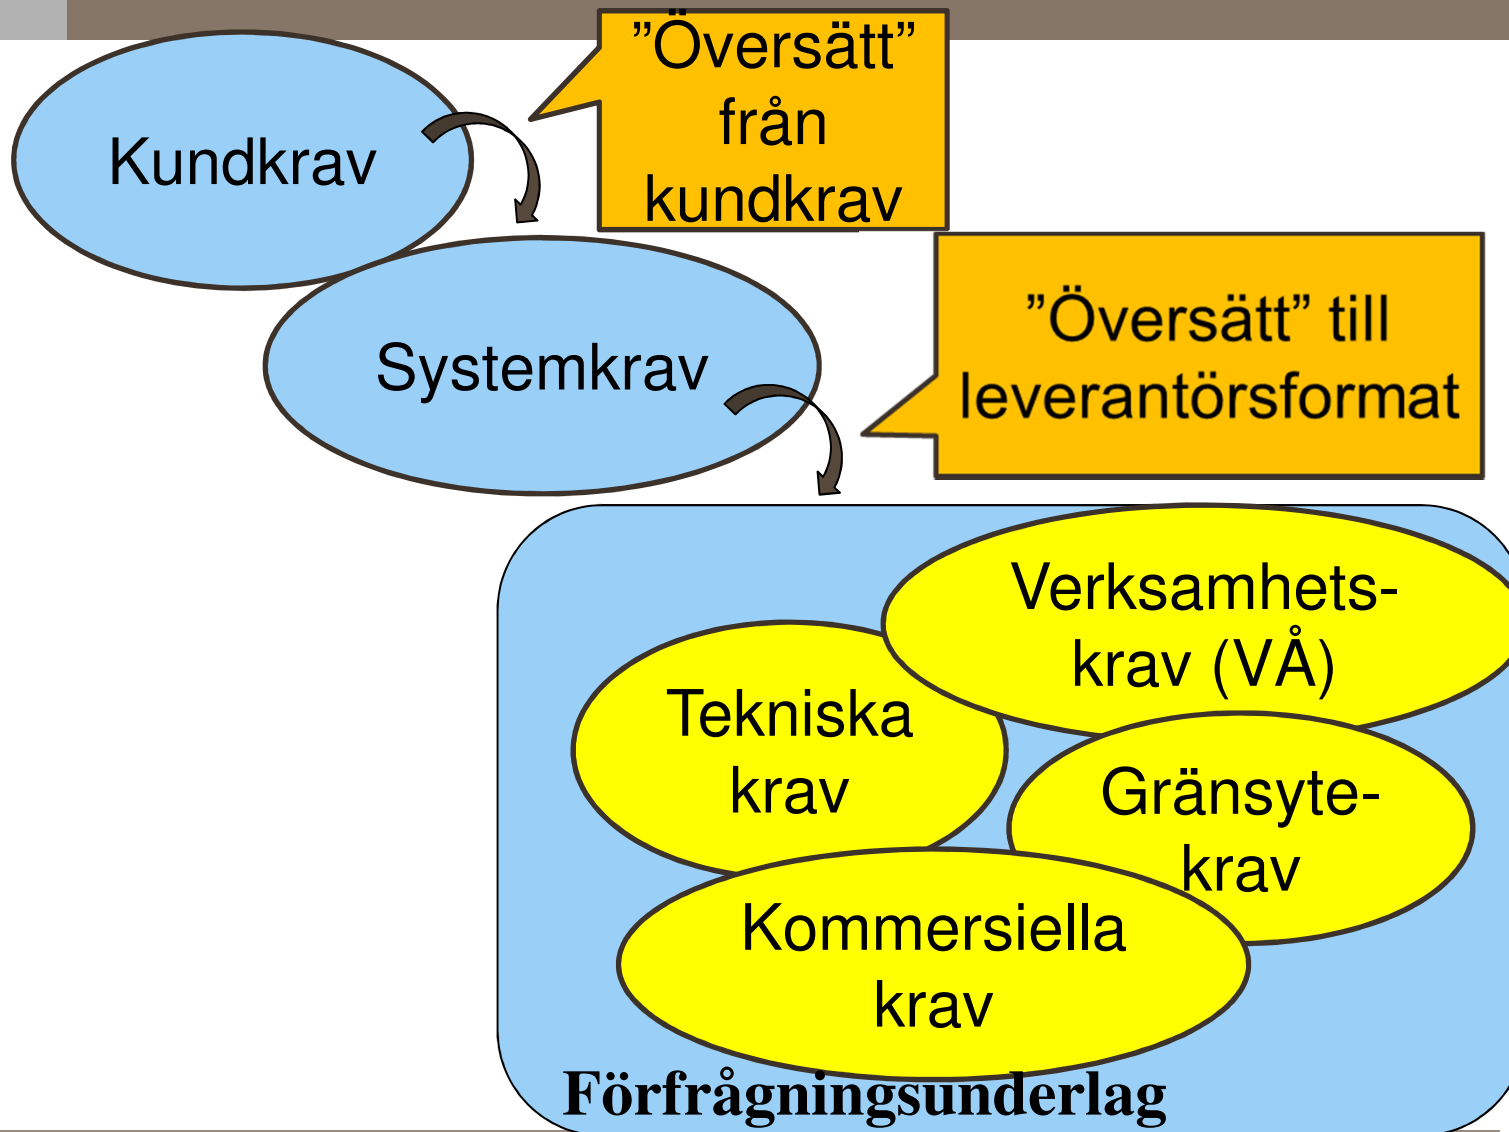 ”Översätt”
från
kundkrav
Kundkrav
”Översätt” till
leverantörsformat
Systemkrav
Verksamhets-
krav (VÅ)
Tekniska
krav
Gränsyte-
krav
Kommersiella
krav
Förfrågningsunderlag